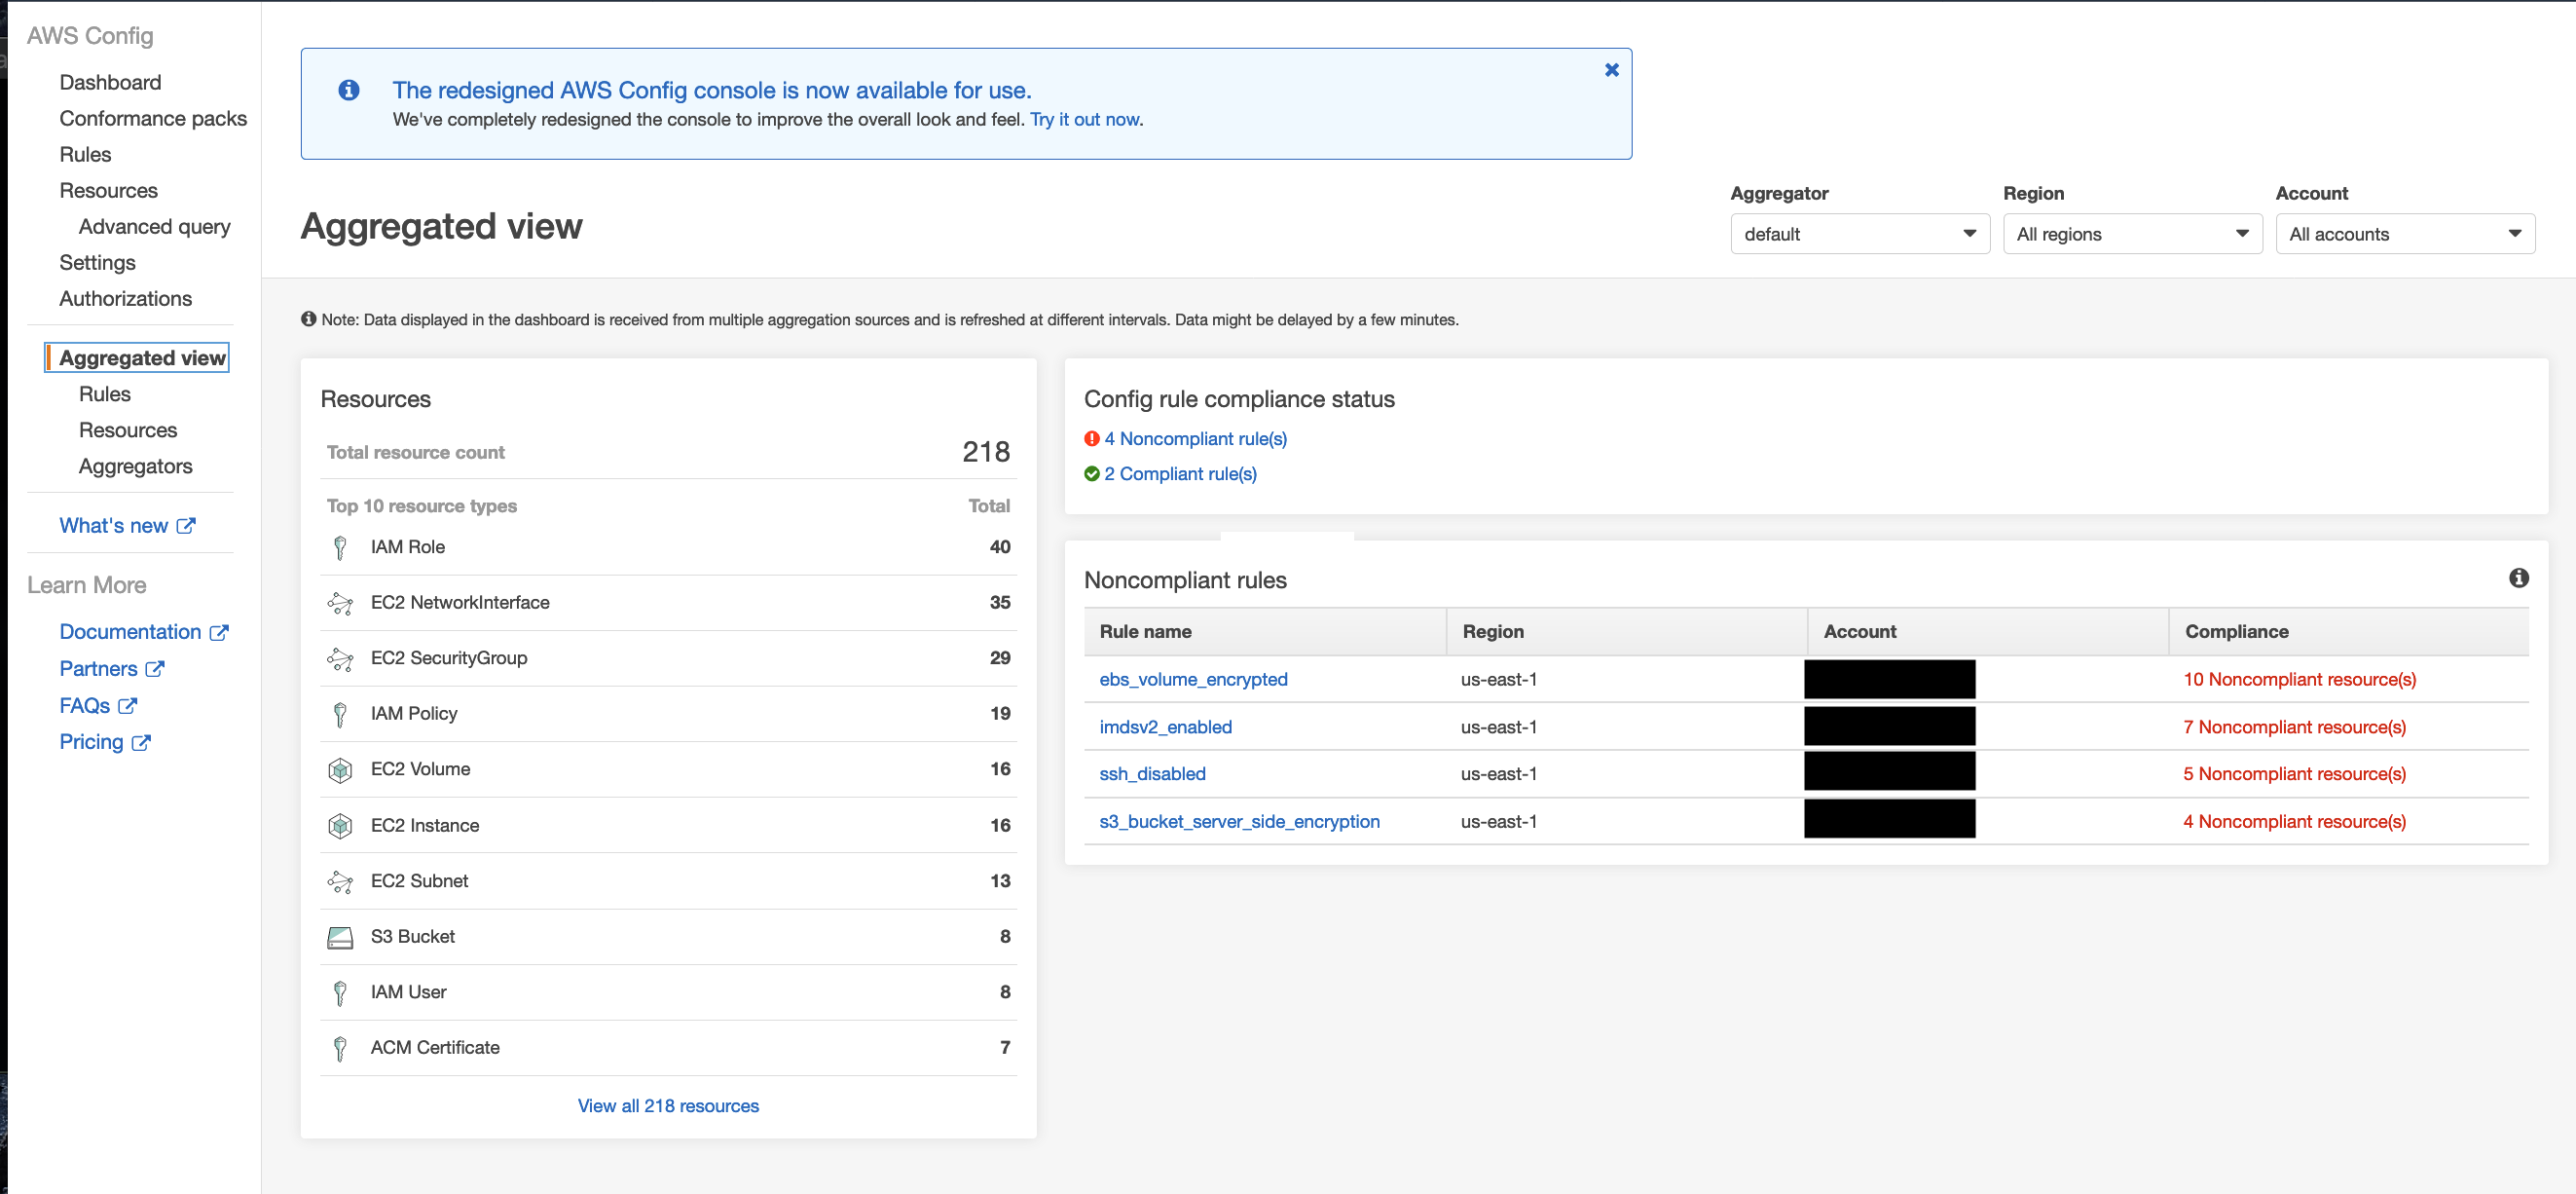 AWS Config
Dashboard
Conformance packs
Rules
Resources
Advanced query
Settings
Authorizations
Aggregated view
Rules
Resources
Aggregators
What's new
Learn More
Documentation
Partners
FAQs
Pricing
The redesigned AWS Config console is now available for use.
We've completely redesigned the console to improve the overall look and feel. Try it out now.
Aggregated view
Aggregator Region Account
default All regions All accounts
Note: Data displayed in the dashboard is received from multiple aggregation sources and is refreshed at different intervals. Data might be delayed by a few minutes.
Resources
Total resource count 218
Top 10 resource types Total
IAM Role 40
EC2 NetworkInterface 35
EC2 SecurityGroup 29
IAM Policy 19
EC2 Volume 16
EC2 Instance 16
EC2 Subnet 13
S3 Bucket 8
IAM User 8
ACM Certificate 7
View all 218 resources
Config rule compliance status
4 Noncompliant rule(s)
2 Compliant rule(s)
Noncompliant rules
Rule name Region Account Compliance
ebs_volume_encrypted us-east-1 10 Noncompliant resource(s)
imdsv2_enabled us-east-1 7 Noncompliant resource(s)
ssh_disabled us-east-1 5 Noncompliant resource(s)
s3_bucket_server_side_encryption us-east-1 4 Noncompliant resource(s)